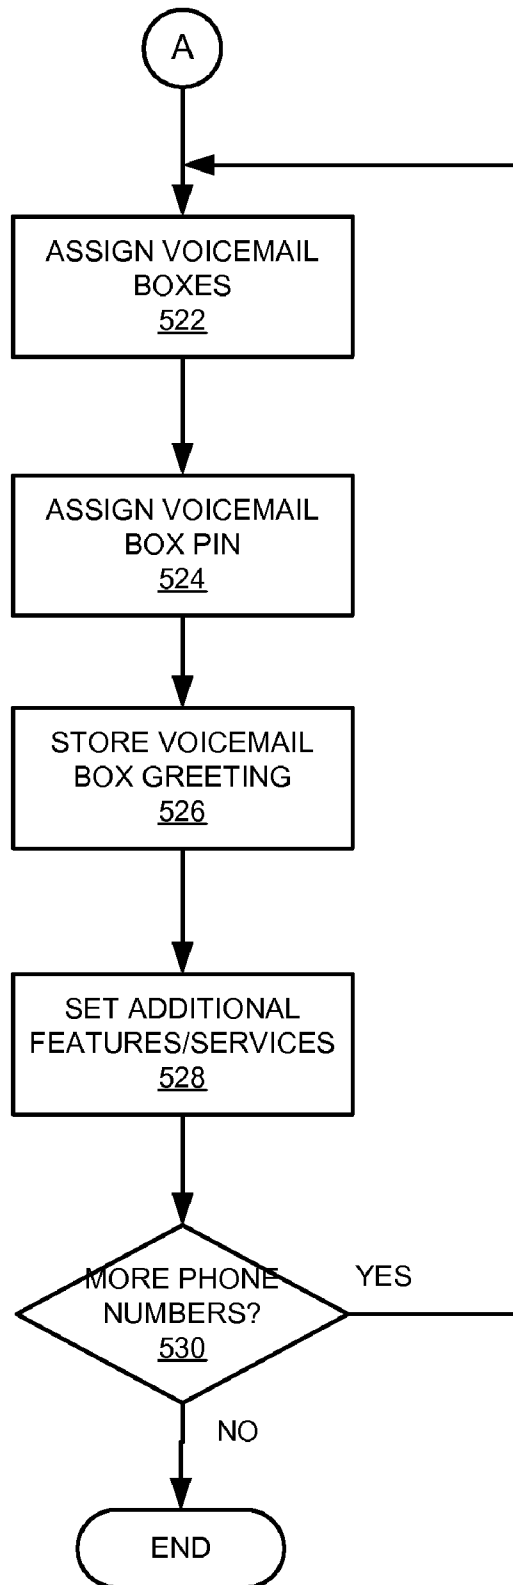 A
ASSIGN VOICEMAIL
BOXES
522
ASSIGN VOICEMAIL
BOX PIN
524
STORE VOICEMAIL
BOX GREETING
526
SET ADDITIONAL
FEATURES/SERVICES
528
MORE PHONE
NUMBERS?
530
YES
NO
END